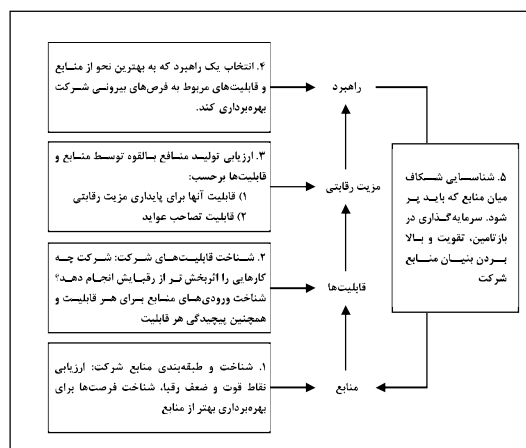 ۴. انتخاب یک راهبرد که به بهترین نحو از منابع
و قابلیت‌های مربوط به فرص‌های بیرونی شرکت
بهره‌برداری کند.
راهبرد
۳. ارزیابی تولید منافع بالقوه توسط منابع و
قابلیت‌ها برحسب:
۱) قابلیت آنها برای پایداری مزیت رقابتی
۲) قابلیت تصاحب عواید
مزیت رقابتی
۵. شناسایی شکاف
میان منابع که باید پر
شود. سرمایه‌گذاری در
بازتامین، تقویت و بالا
بردن بنیان منابع
شرکت
۲. شناخت قابلیت‌های شرکت: شرکت چه
کارهایی را اثربخش تر از رقبایش انجام دهد؟
شناخت ورودی‌های منابع برای هر قابلیت و
همچنین پیچیدگی هر قابلیت
قابلیت‌ها
۱. شناخت و طبقه‌بندی منابع شرکت: ارزیابی
نقاط قوت و ضعف رقبا، شناخت فرصت‌ها برای
بهره‌برداری بهتر از منابع
منابع